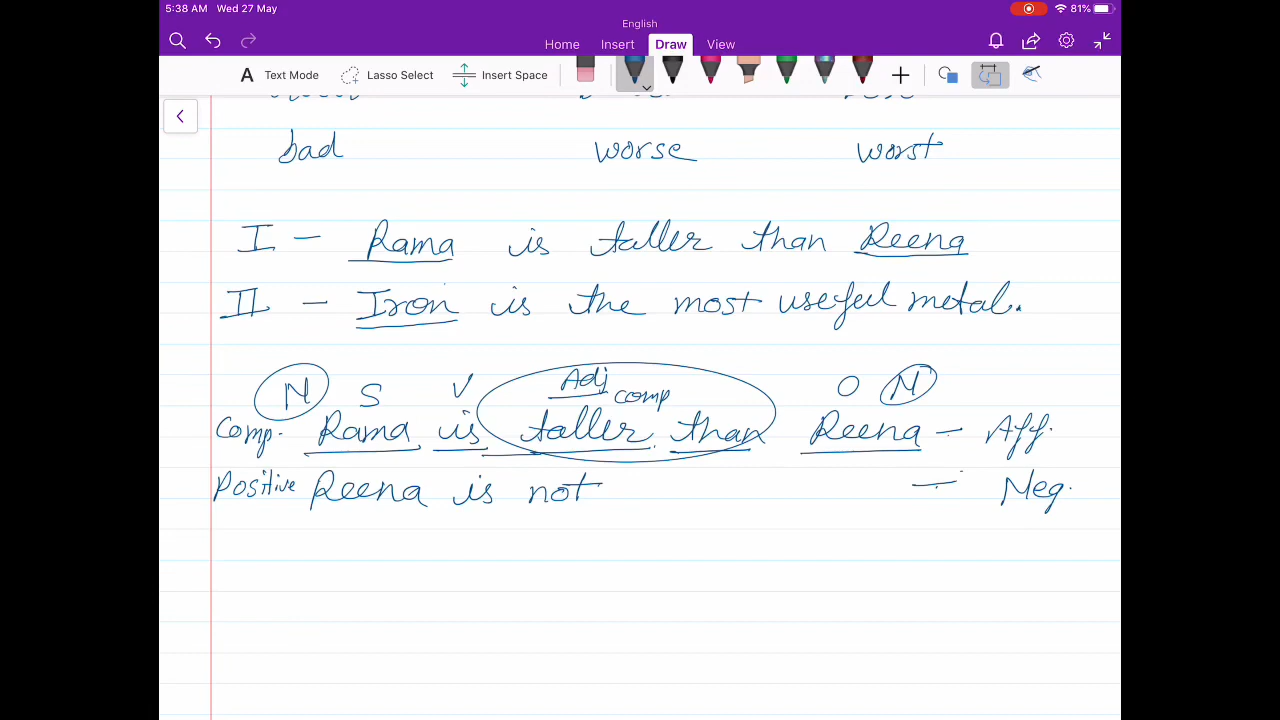 5:38 AM Wed 27 May 81%
English
Home Insert Draw View
A Text Mode Lasso Select Insert Space
bad worse worst
I - Rama is taller than Reena
II - Iron is the most useful metal.
N S V Adj comp O N
Comp. Rama is taller than Reena - Aff.
Positive Reena is not - Neg.